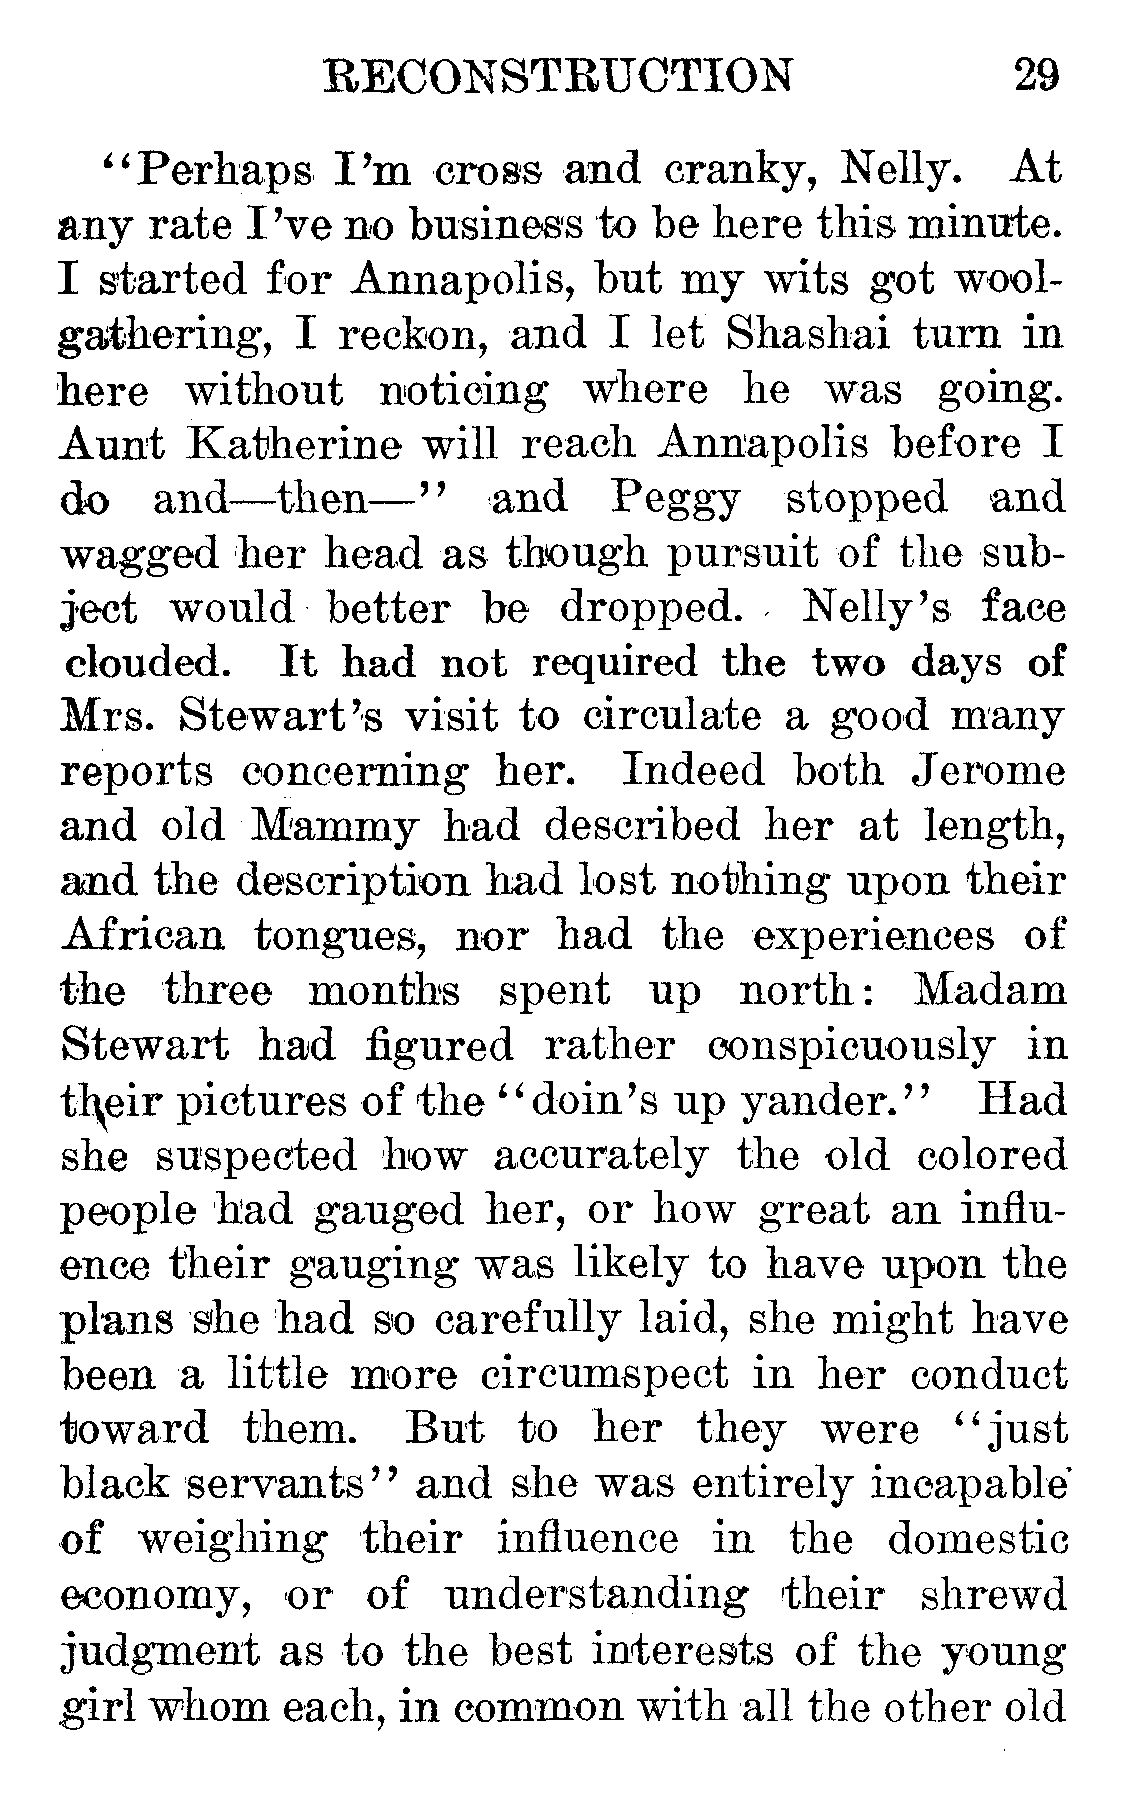 RECONSTRUCTION 29
“Perhaps I’m cross and cranky, Nelly. At
any rate I’ve no business to be here this minute.
I started for Annapolis, but my wits got wool-
gathering, I reckon, and I let Shashai turn in
here without noticing where he was going.
Aunt Katherine will reach Annapolis before I
do and—then—” and Peggy stopped and
wagged her head as though pursuit of the sub-
ject would better be dropped. Nelly’s face
clouded. It had not required the two days of
Mrs. Stewart’s visit to circulate a good many
reports concerning her. Indeed both Jerome
and old Mammy had described her at length,
and the description had lost nothing upon their
African tongues, nor had the experiences of
the three months spent up north: Madam
Stewart had figured rather conspicuously in
their pictures of the “doin’s up yander.” Had
she suspected how accurately the old colored
people had gauged her, or how great an influ-
ence their gauging was likely to have upon the
plans she had so carefully laid, she might have
been a little more circumspect in her conduct
toward them. But to her they were “just
black servants” and she was entirely incapable
of weighing their influence in the domestic
economy, or of understanding their shrewd
judgment as to the best interests of the young
girl whom each, in common with all the other old